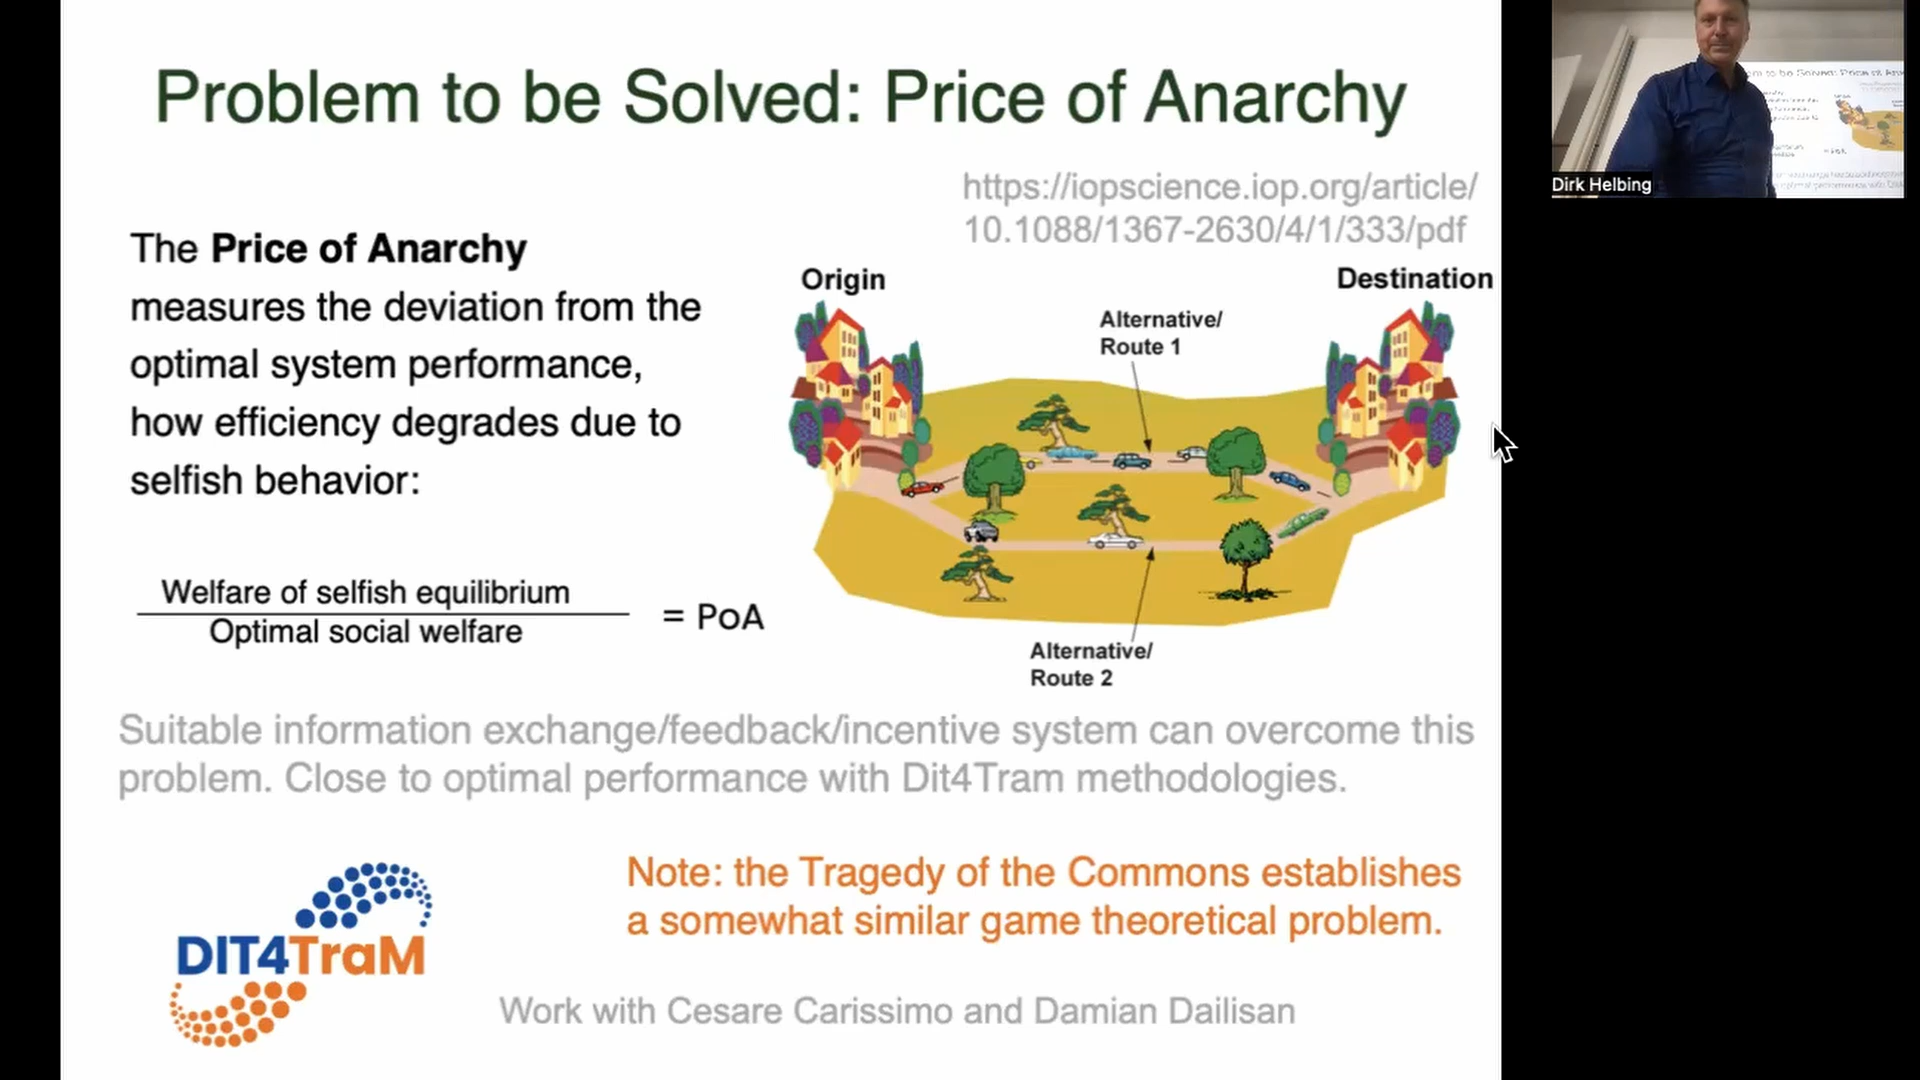 Problem to be Solved: Price of Anarchy
https://iopscience.iop.org/article/
10.1088/1367-2630/4/1/333/pdf
The Price of Anarchy
measures the deviation from the
optimal system performance,
how efficiency degrades due to
selfish behavior:
Welfare of selfish equilibrium
Optimal social welfare
= PoA
Origin
Destination
Alternative/
Route 1
Alternative/
Route 2
Suitable information exchange/feedback/incentive system can overcome this
problem. Close to optimal performance with Dit4Tram methodologies.
Note: the Tragedy of the Commons establishes
a somewhat similar game theoretical problem.
DIT4TraM
Work with Cesare Carissimo and Damian Dailisan
Dirk Helbing